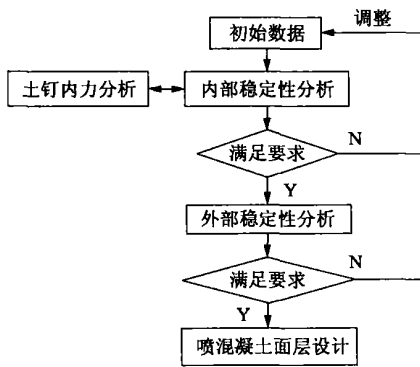 调整
初始数据
土钉内力分析
内部稳定性分析
满足要求
N
Y
外部稳定性分析
满足要求
N
Y
喷混凝土面层设计